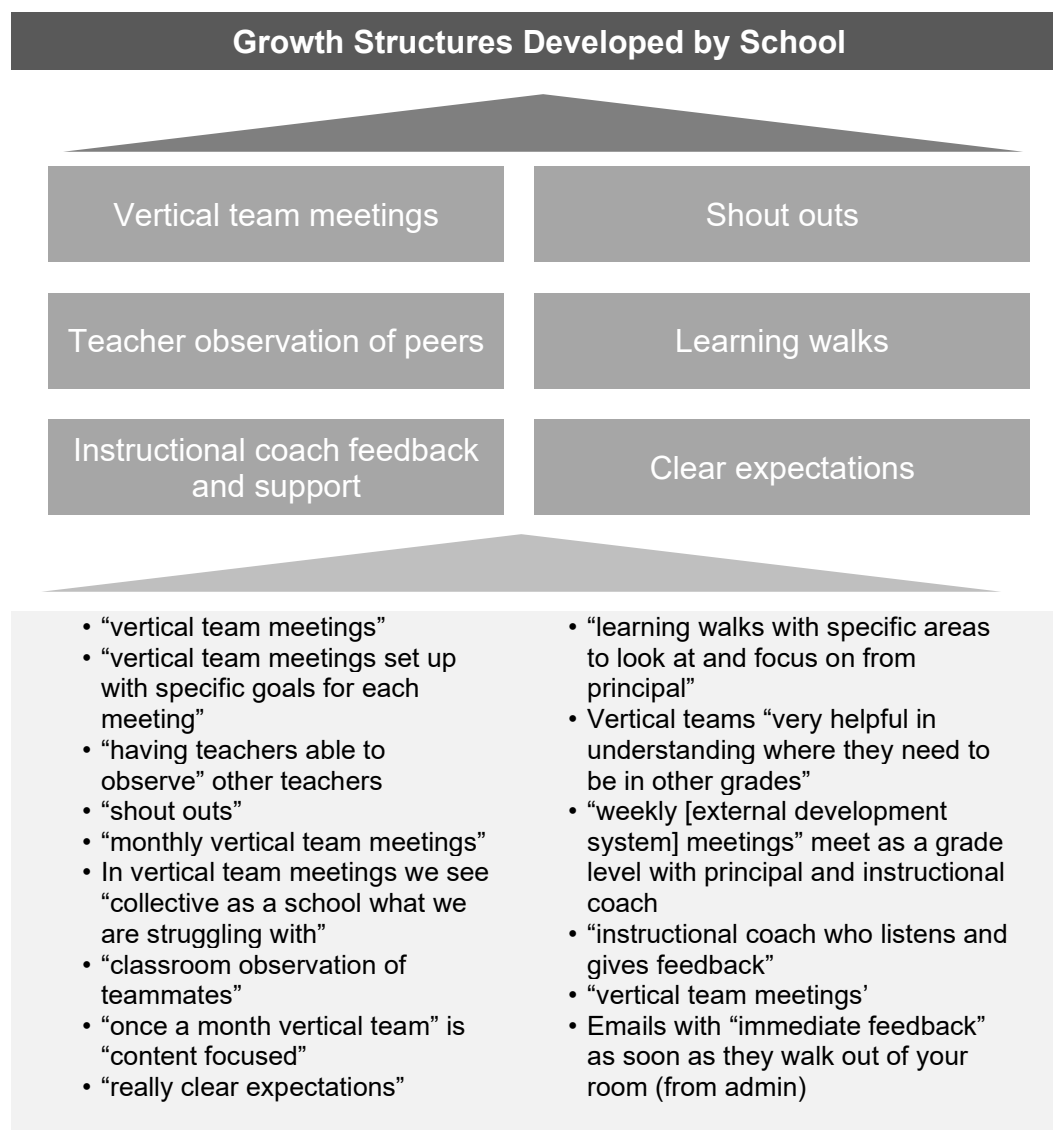 Growth Structures Developed by School
Vertical team meetings
Shout outs
Teacher observation of peers
Learning walks
Instructional coach feedback
and support
Clear expectations
• “vertical team meetings”
• “vertical team meetings set up
with specific goals for each
meeting”
• “having teachers able to
observe” other teachers
• “shout outs”
• “monthly vertical team meetings”
• In vertical team meetings we see
“collective as a school what we
are struggling with”
• “classroom observation of
teammates”
• “once a month vertical team” is
“content focused”
• “really clear expectations”
• “learning walks with specific areas
to look at and focus on from
principal”
• Vertical teams “very helpful in
understanding where they need to
be in other grades”
• “weekly [external development
system] meetings” meet as a grade
level with principal and instructional
coach
• “instructional coach who listens and
gives feedback”
• “vertical team meetings’
• Emails with “immediate feedback”
as soon as they walk out of your
room (from admin)